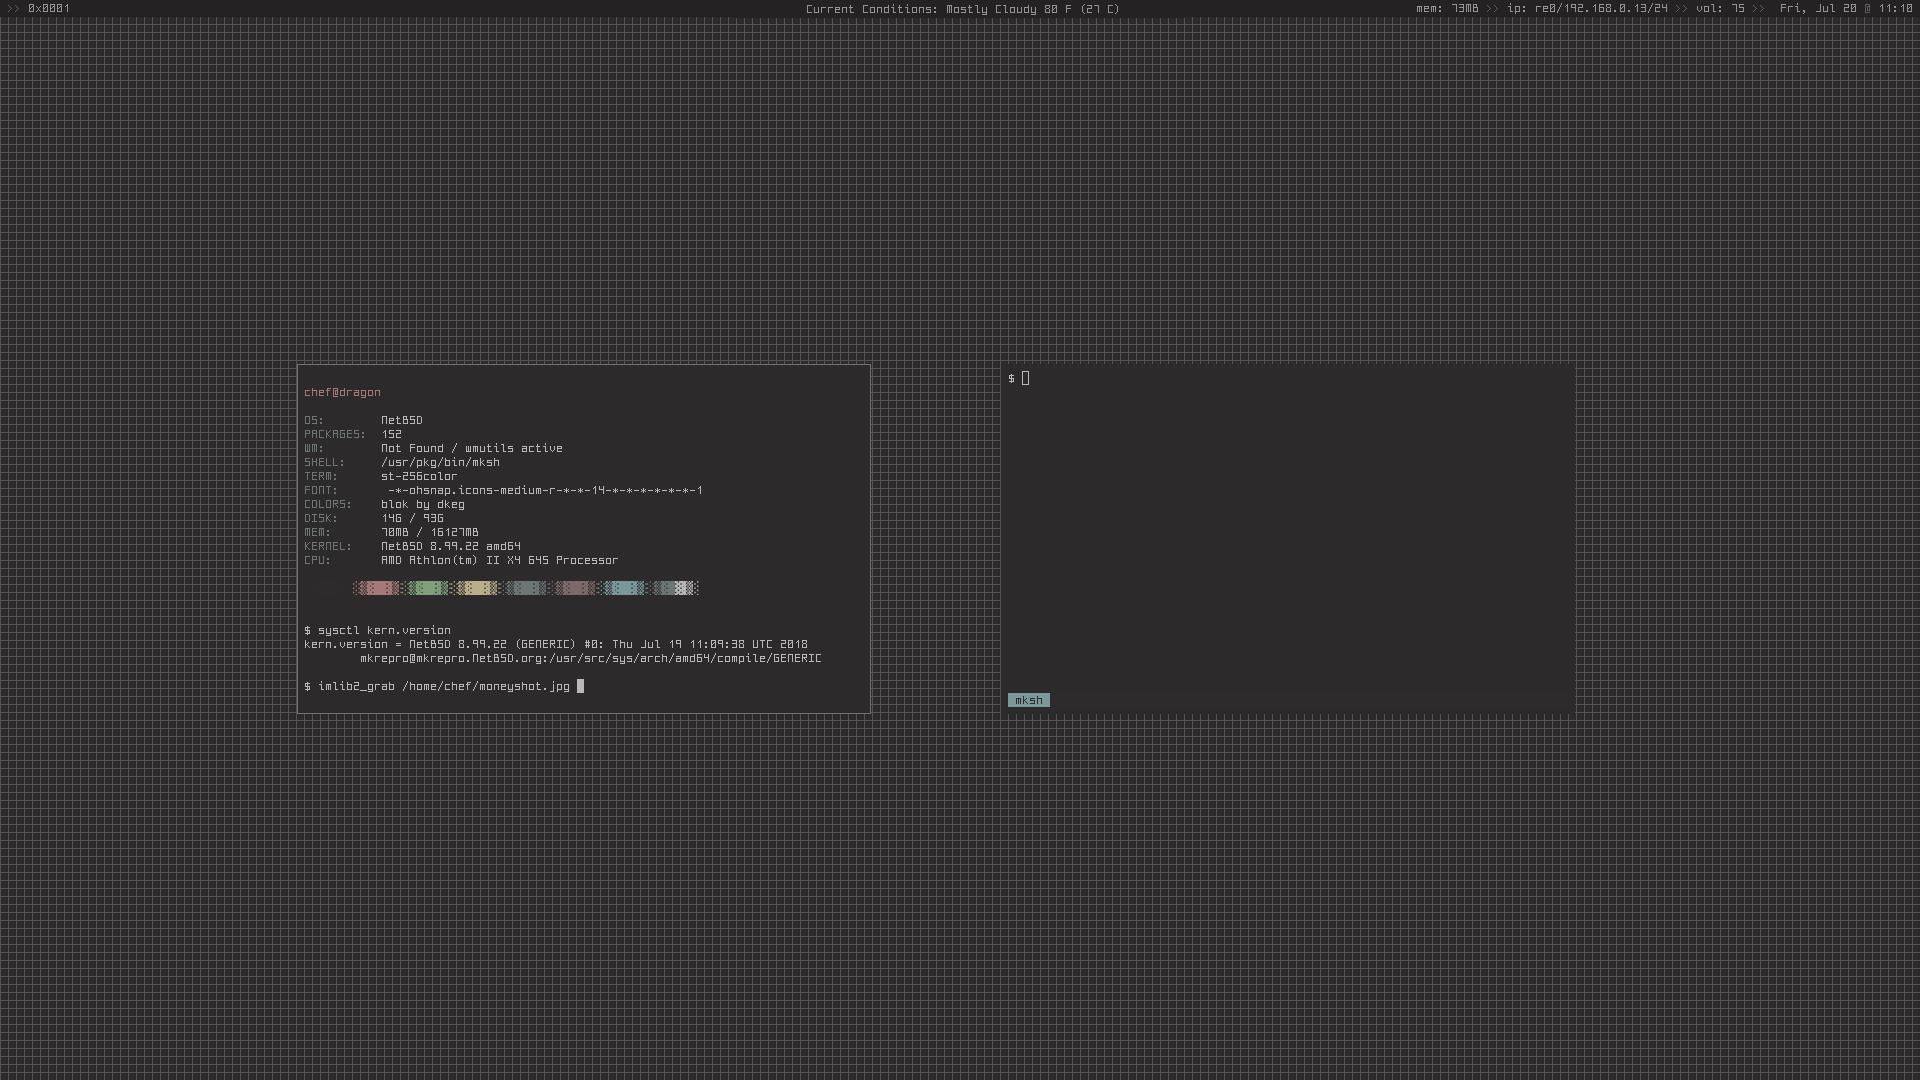 >> 0x0001
Current Conditions: Mostly Cloudy 80 F (27 C)
mem: 73MB >> ip: re0/192.168.0.13/24 >> vol: 75 >> Fri, Jul 20 @ 11:10
chef@dragon
OS: NetBSD
PACKAGES: 152
WM: Not Found / wmutils active
SHELL: /usr/pkg/bin/mksh
TERM: st-256color
FONT: -*-ohsnap.icons-medium-r-*-*-14-*-*-*-*-*-*-1
COLORS: blok by dkeg
DISK: 14G / 93G
MEM: 70MB / 16127MB
KERNEL: NetBSD 8.99.22 amd64
CPU: AMD Athlon(tm) II X4 645 Processor
$ sysctl kern.version
kern.version = NetBSD 8.99.22 (GENERIC) #0: Thu Jul 19 11:09:38 UTC 2018
mkrepro@mkrepro.NetBSD.org:/usr/src/sys/arch/amd64/compile/GENERIC
$ imlib2_grab /home/chef/moneyshot.jpg
$
mksh